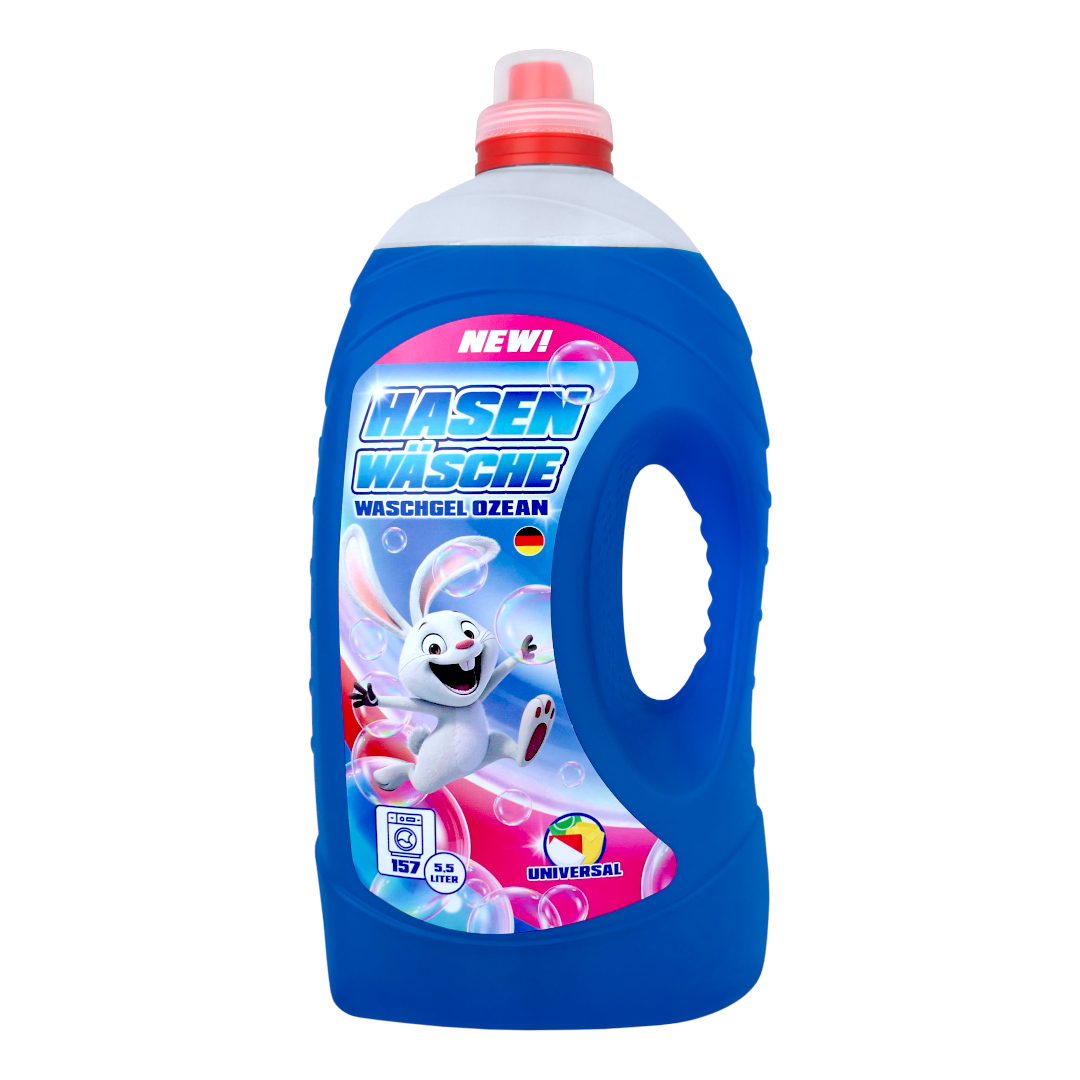 NEW!
HASEN
WÄSCHE
WASCHGEL OZEAN
157
5.5
LITER
UNIVERSAL